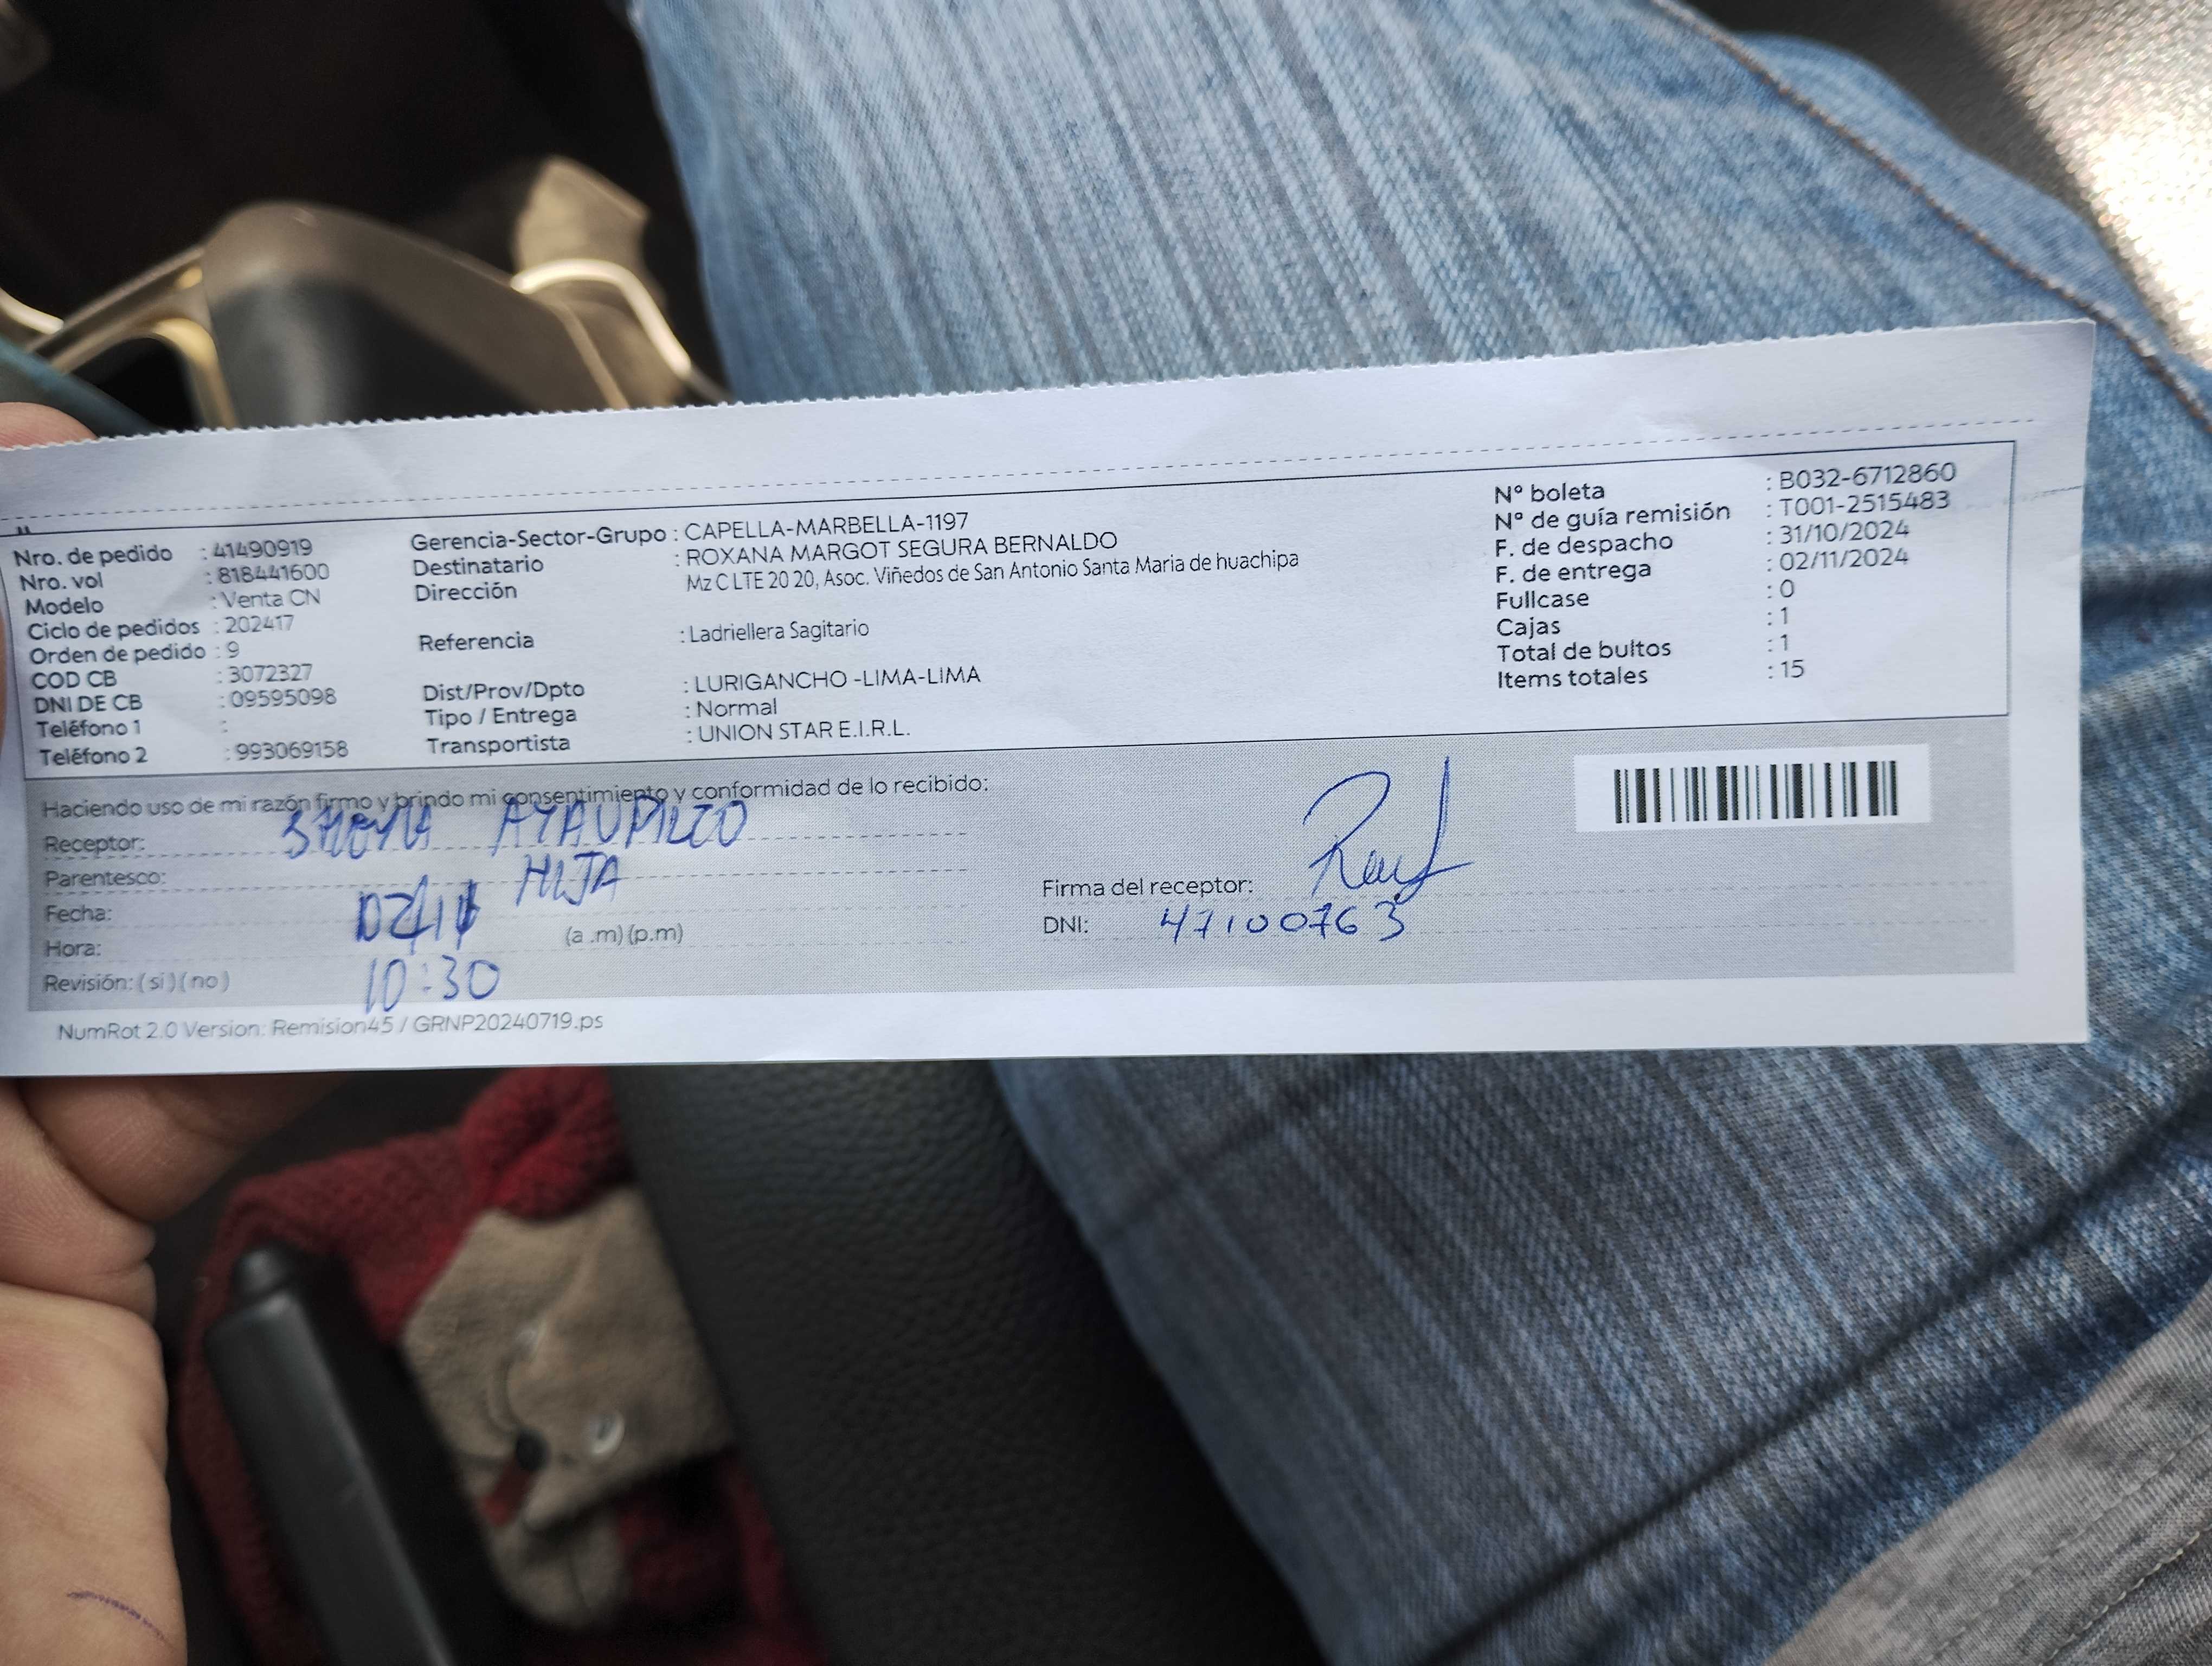 Nro. de pedido : 41490919
Nro. vol : 818441600
Modelo : Venta CN
Ciclo de pedidos : 202417
Orden de pedido : 9
COD CB : 3072327
DNI DE CB : 09595098
Teléfono 1 :
Teléfono 2 : 993069158
Gerencia-Sector-Grupo : CAPELLA-MARBELLA-1197
Destinatario : ROXANA MARGOT SEGURA BERNALDO
Dirección Mz C LTE 20 20, Asoc. Viñedos de San Antonio Santa Maria de huachipa
Referencia : Ladriellera Sagitario
Dist/Prov/Dpto : LURIGANCHO -LIMA-LIMA
Tipo / Entrega : Normal
Transportista : UNION STAR E.I.R.L.
N° boleta : B032-6712860
N° de guía remisión : T001-2515483
F. de despacho : 31/10/2024
F. de entrega : 02/11/2024
Fullcase : 0
Cajas : 1
Total de bultos : 1
Items totales : 15
Haciendo uso de mi razón firmo y brindo mi consentimiento y conformidad de lo recibido:
Receptor:
Parentesco: HIJA
Fecha: 02/11
Hora: (a .m) (p.m)
10:30
Revisión: ( si ) ( no )
Firma del receptor:
DNI: 47100763
NumRot 2.0 Version: Remision45 / GRNP20240719.ps